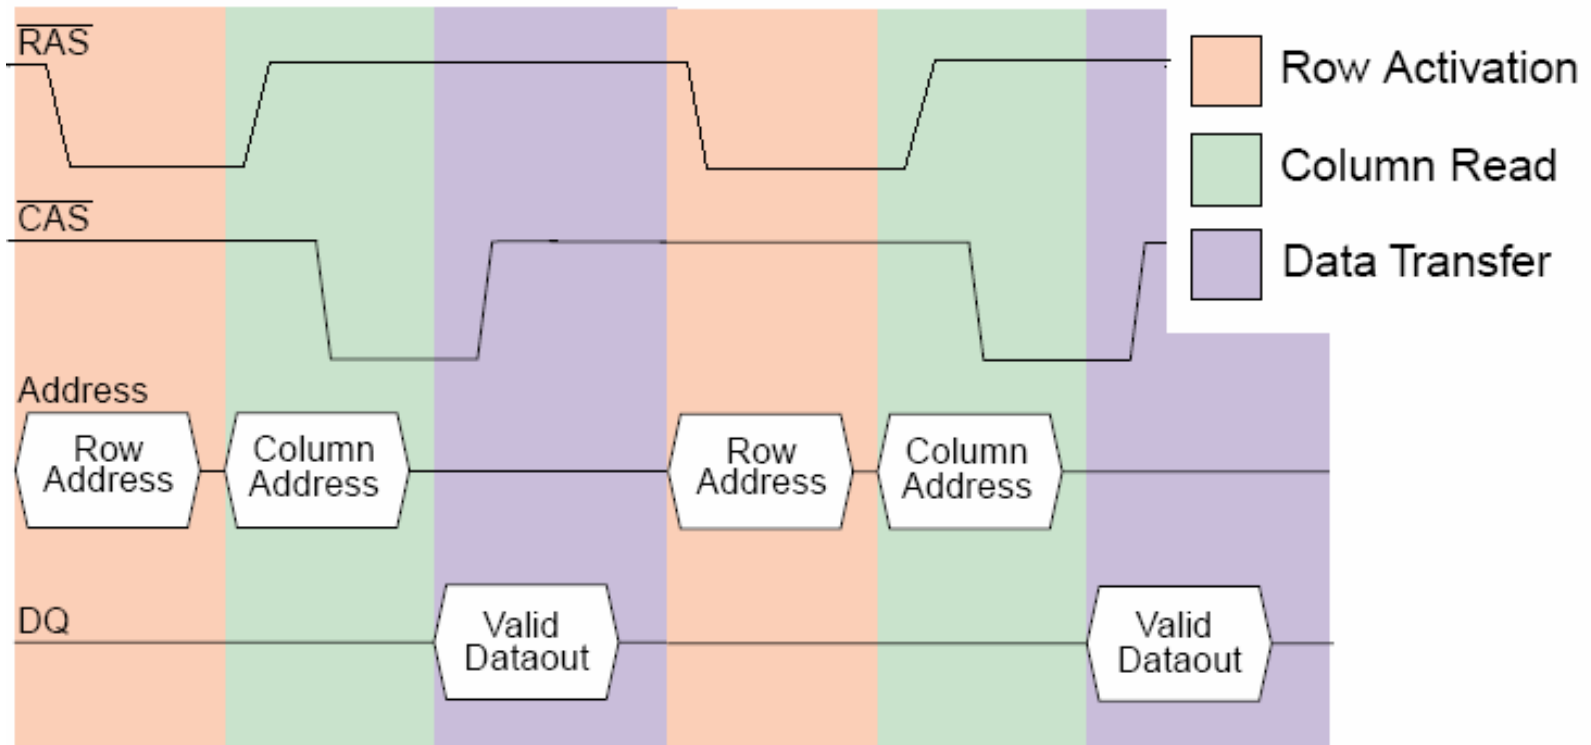 RAS
Row Activation
Column Read
CAS
Data Transfer
Address
Row
Address
Column
Address
Row
Address
Column
Address
DQ
Valid
Dataout
Valid
Dataout